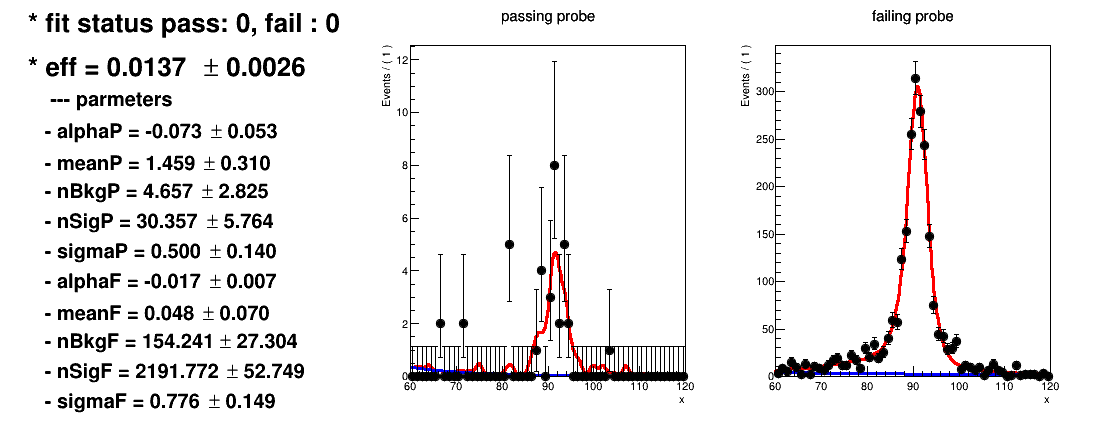 * fit status pass: 0, fail : 0
* eff = 0.0137 ± 0.0026
--- parmeters
- alphaP = -0.073 ± 0.053
- meanP = 1.459 ± 0.310
- nBkgP = 4.657 ± 2.825
- nSigP = 30.357 ± 5.764
- sigmaP = 0.500 ± 0.140
- alphaF = -0.017 ± 0.007
- meanF = 0.048 ± 0.070
- nBkgF = 154.241 ± 27.304
- nSigF = 2191.772 ± 52.749
- sigmaF = 0.776 ± 0.149
passing probe
Events / ( 1 )
12
10
8
6
4
2
0
60 70 80 90 100 110 120
x
failing probe
Events / ( 1 )
300
250
200
150
100
50
0
60 70 80 90 100 110 120
x